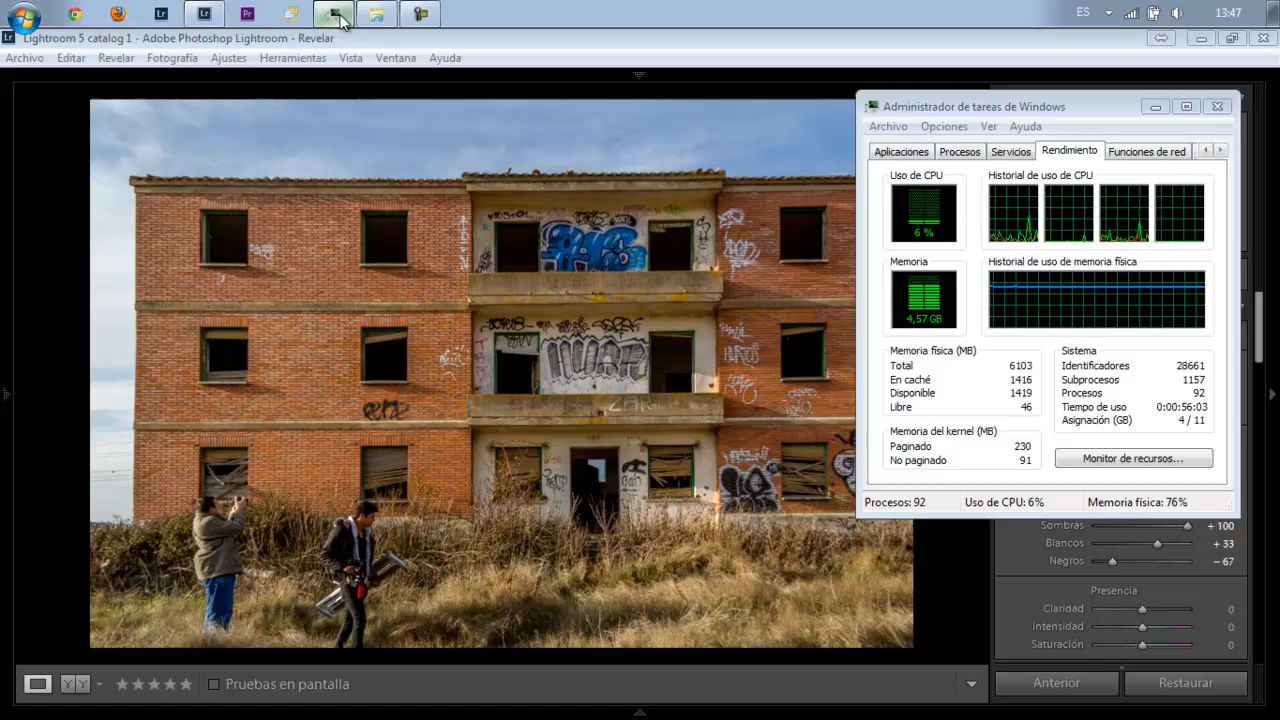 Lr
Lr
Pr
ES
13:47
Lr
Lightroom 5 catalog 1 - Adobe Photoshop Lightroom - Revelar
Archivo Editar Revelar Fotografía Ajustes Herramientas Vista Ventana Ayuda
Administrador de tareas de Windows
Archivo Opciones Ver Ayuda
Aplicaciones Procesos Servicios Rendimiento Funciones de red
Uso de CPU
Historial de uso de CPU
6 %
Memoria
Historial de uso de memoria física
4,57 GB
Memoria física (MB)
Total 6103
En caché 1416
Disponible 1419
Libre 46
Sistema
Identificadores 28661
Subprocesos 1157
Procesos 92
Tiempo de uso 0:00:56:03
Asignación (GB) 4 / 11
Memoria del kernel (MB)
Paginado 230
No paginado 91
Monitor de recursos...
Procesos: 92 Uso de CPU: 6% Memoria física: 76%
ZAR
Sombras + 100
Blancos + 33
Negros – 67
Presencia
Claridad 0
Intensidad 0
Saturación 0
Y Y
Pruebas en pantalla
Anterior
Restaurar